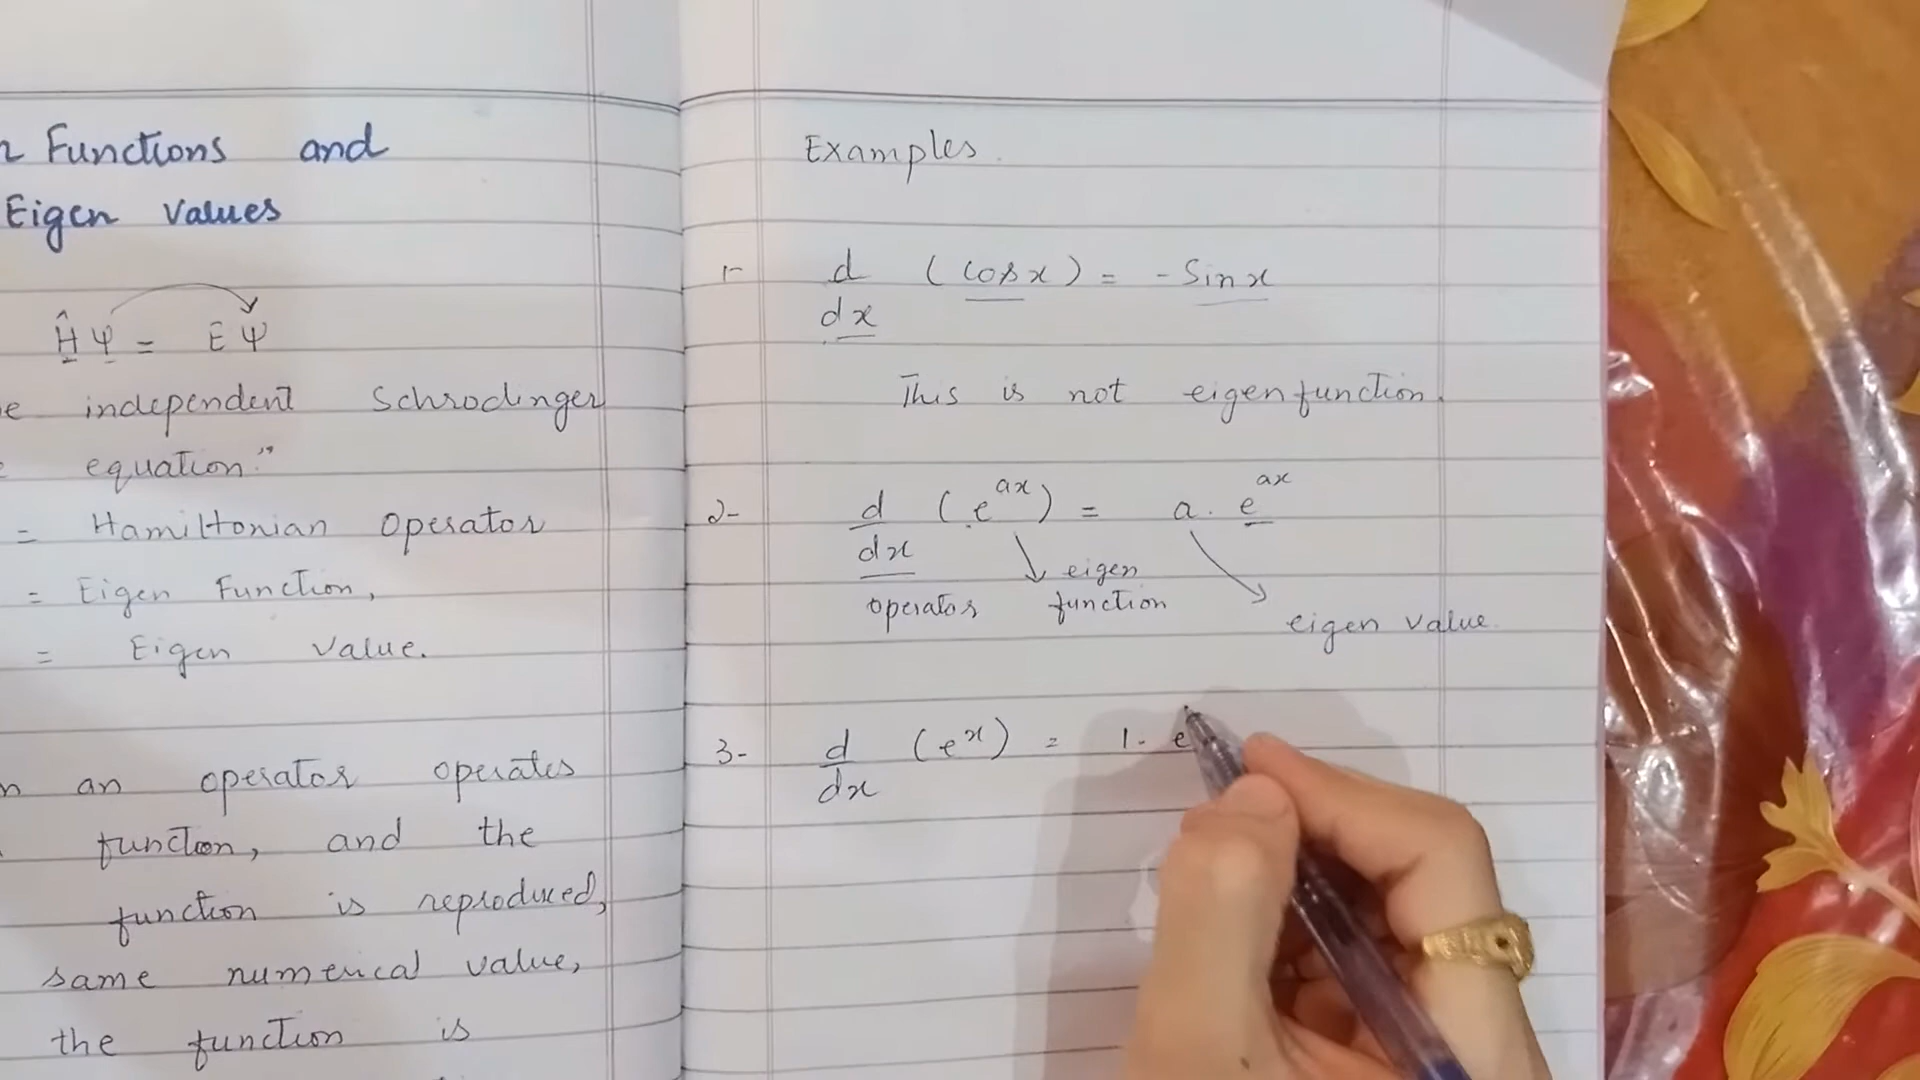 Functions and
Eigen Values
Ĥ Ψ = E Ψ
independent Schrodinger
equation"
= Hamiltonian Operator
= Eigen Function,
= Eigen Value.
an operator operates
function, and the
function is reproduced,
same numerical value,
the function is
Examples.
1- d/dx (cos x) = - Sin x
This is not eigenfunction.
2- d/dx (e^ax) = a. e^ax
operator eigen function
eigen value.
3- d/dx (e^x) = 1. e